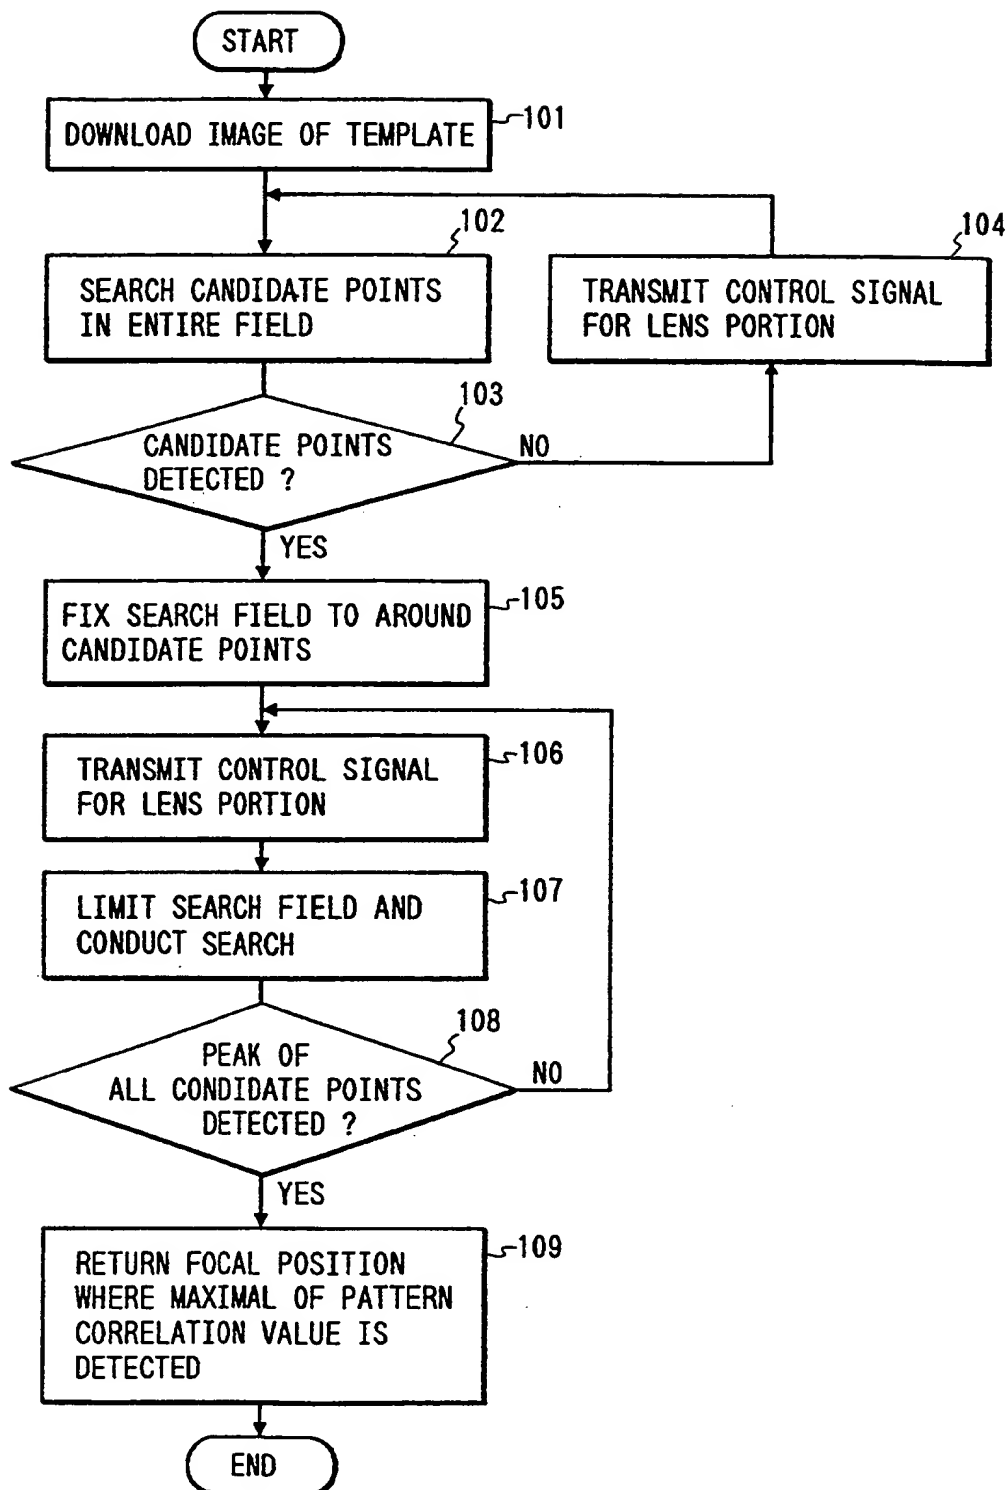 START
DOWNLOAD IMAGE OF TEMPLATE
101
102
104
SEARCH CANDIDATE POINTS
IN ENTIRE FIELD
TRANSMIT CONTROL SIGNAL
FOR LENS PORTION
103
CANDIDATE POINTS
DETECTED ?
NO
YES
105
FIX SEARCH FIELD TO AROUND
CANDIDATE POINTS
106
TRANSMIT CONTROL SIGNAL
FOR LENS PORTION
107
LIMIT SEARCH FIELD AND
CONDUCT SEARCH
108
PEAK OF
ALL CONDIDATE POINTS
DETECTED ?
NO
YES
109
RETURN FOCAL POSITION
WHERE MAXIMAL OF PATTERN
CORRELATION VALUE IS
DETECTED
END